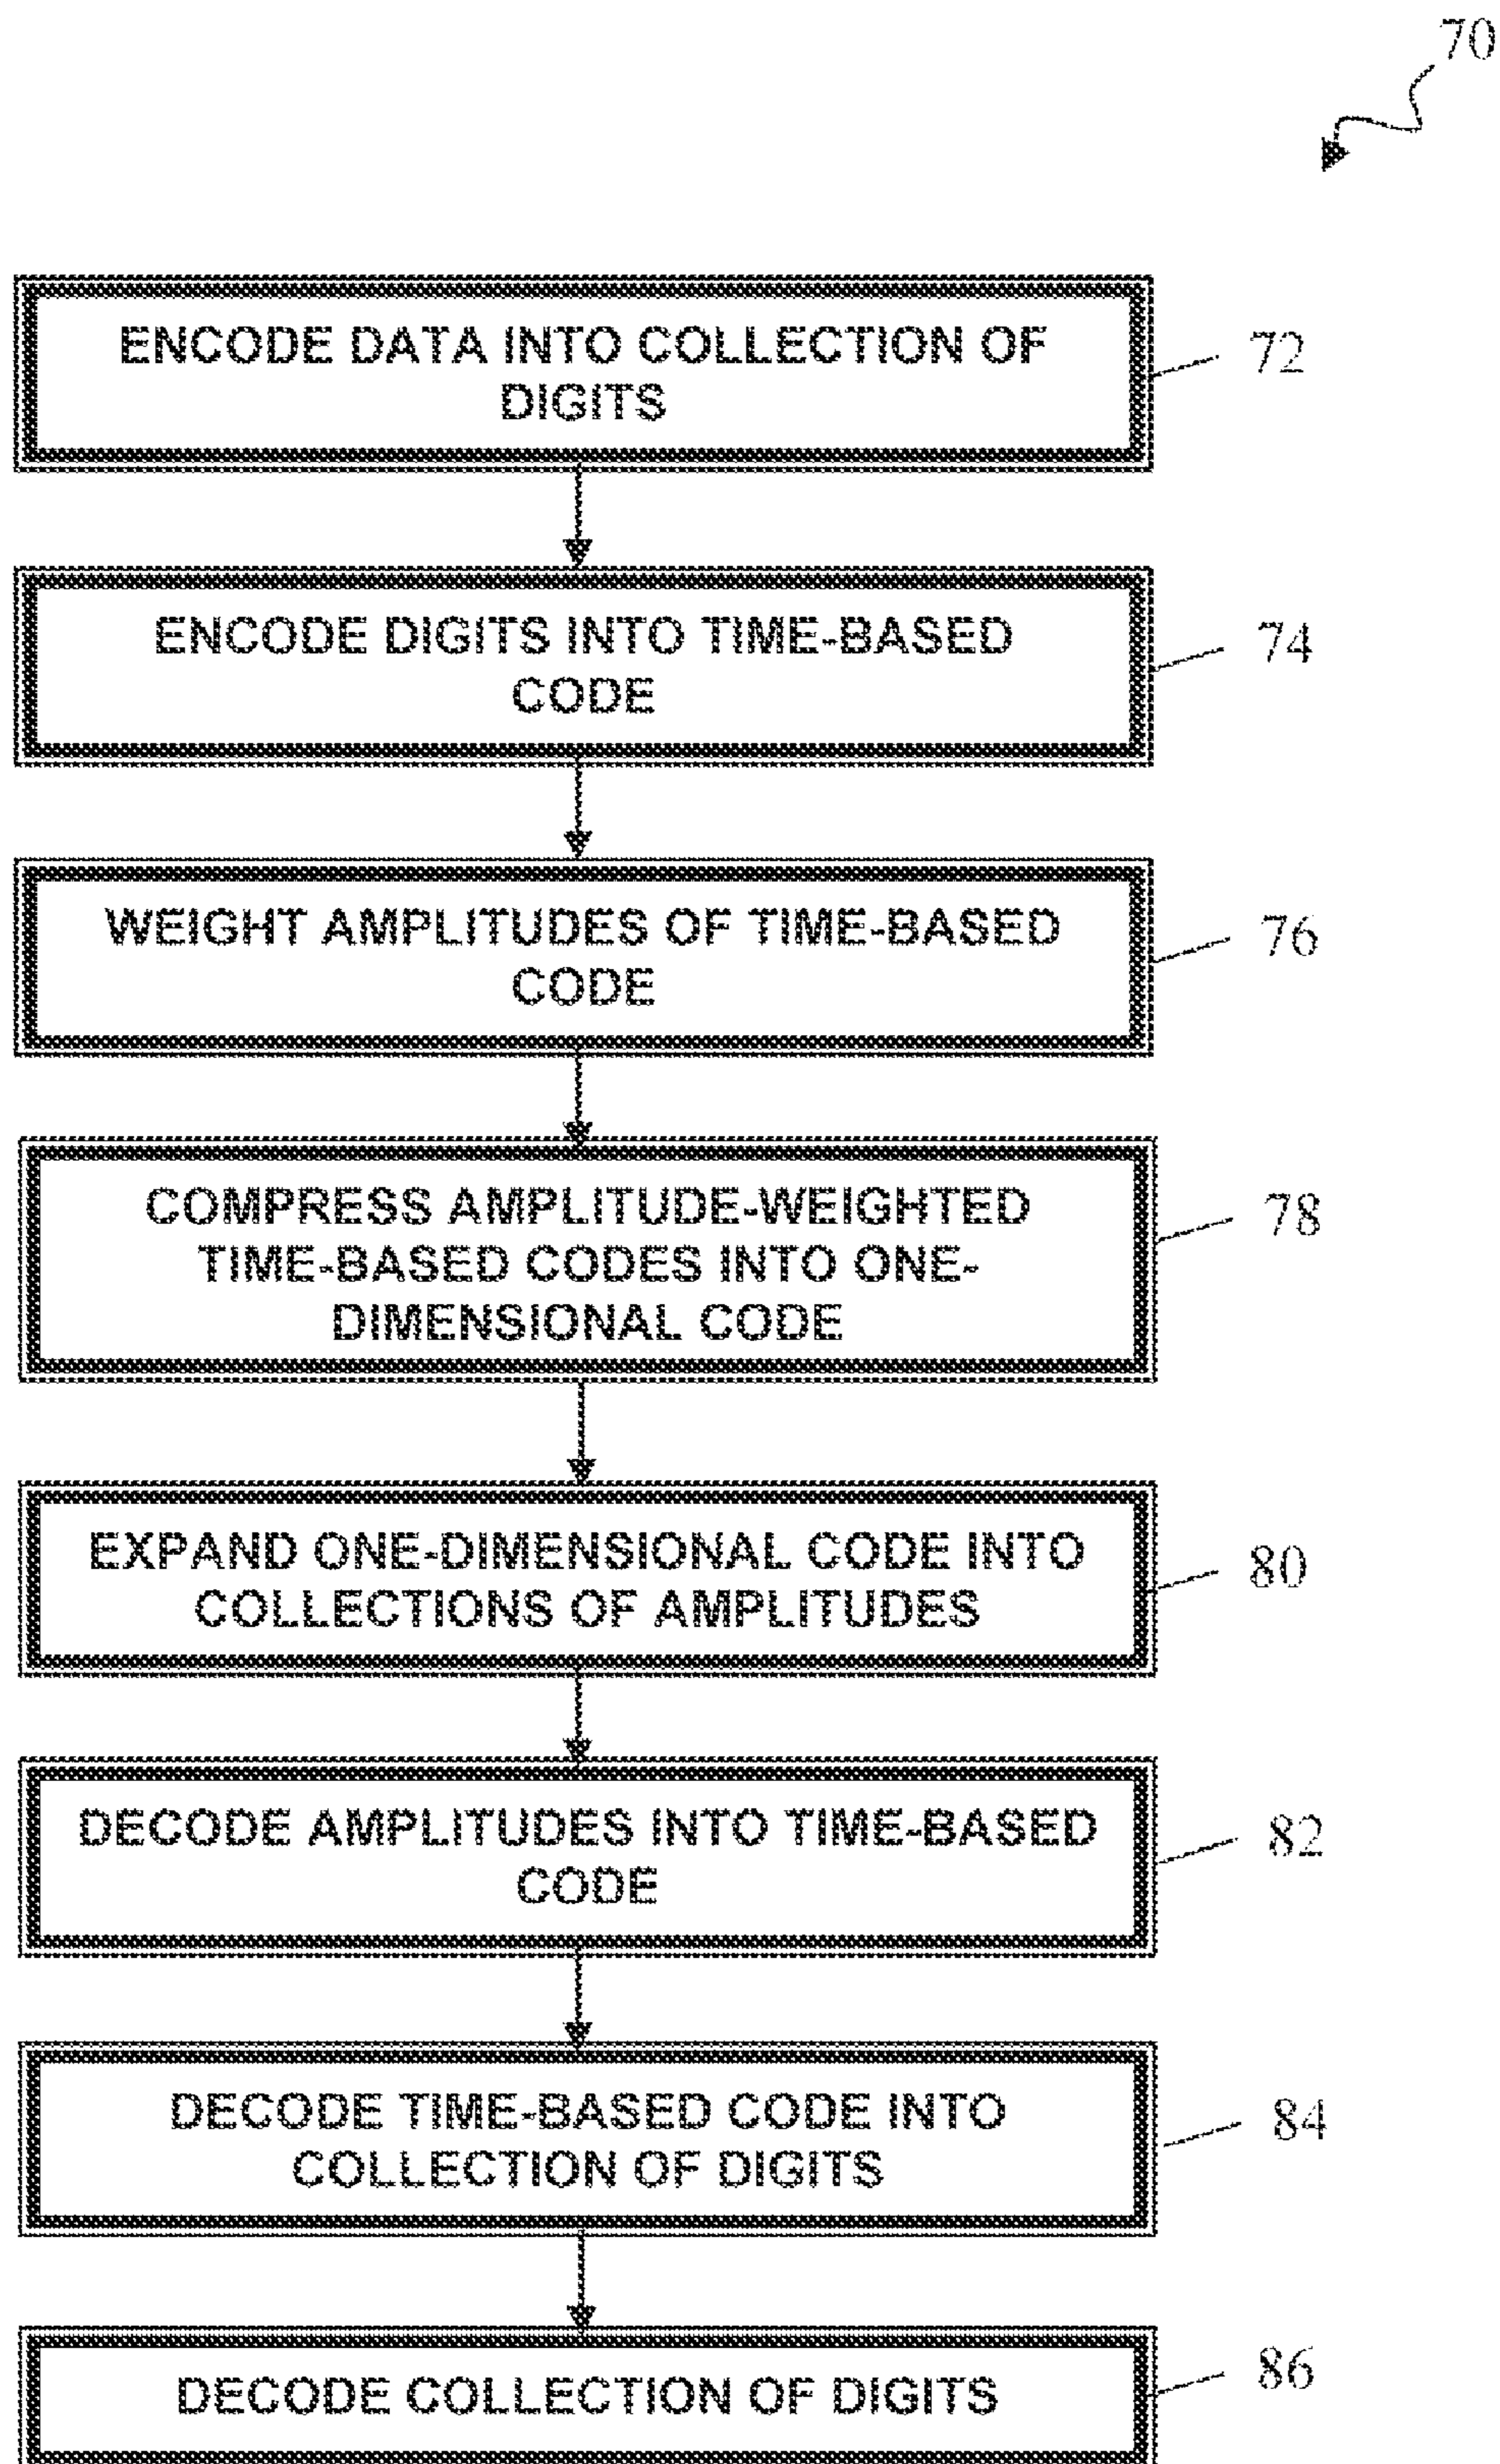 70
ENCODE DATA INTO COLLECTION OF
DIGITS
72
ENCODE DIGITS INTO TIME-BASED
CODE
74
WEIGHT AMPLITUDES OF TIME-BASED
CODE
76
COMPRESS AMPLITUDE-WEIGHTED
TIME-BASED CODES INTO ONE-
DIMENSIONAL CODE
78
EXPAND ONE-DIMENSIONAL CODE INTO
COLLECTIONS OF AMPLITUDES
80
DECODE AMPLITUDES INTO TIME-BASED
CODE
82
DECODE TIME-BASED CODE INTO
COLLECTION OF DIGITS
84
DECODE COLLECTION OF DIGITS
86